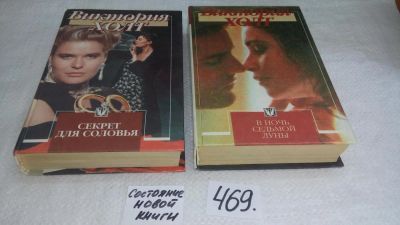 Виктория
ХОЛТ
СЕКРЕТ
ДЛЯ СОЛОВЬЯ
Виктория
ХОЛТ
В НОЧЬ
СЕДЬМОЙ
ЛУНЫ
Состояние
новой
книги
469.